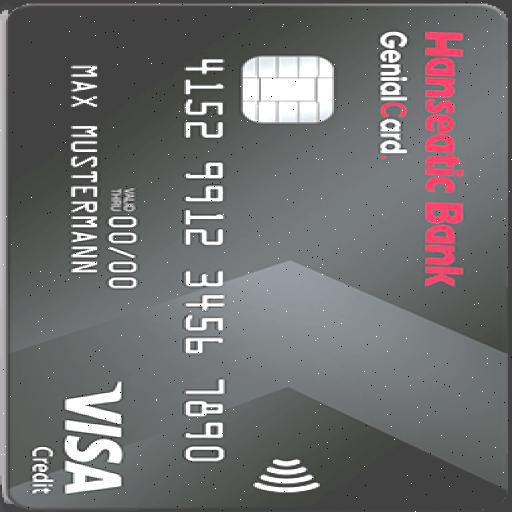 Hanseatic Bank
GenialCard.
4152 9912 3456 7890
VALID
THRU 00/00
MAX MUSTERMANN
VISA
Credit